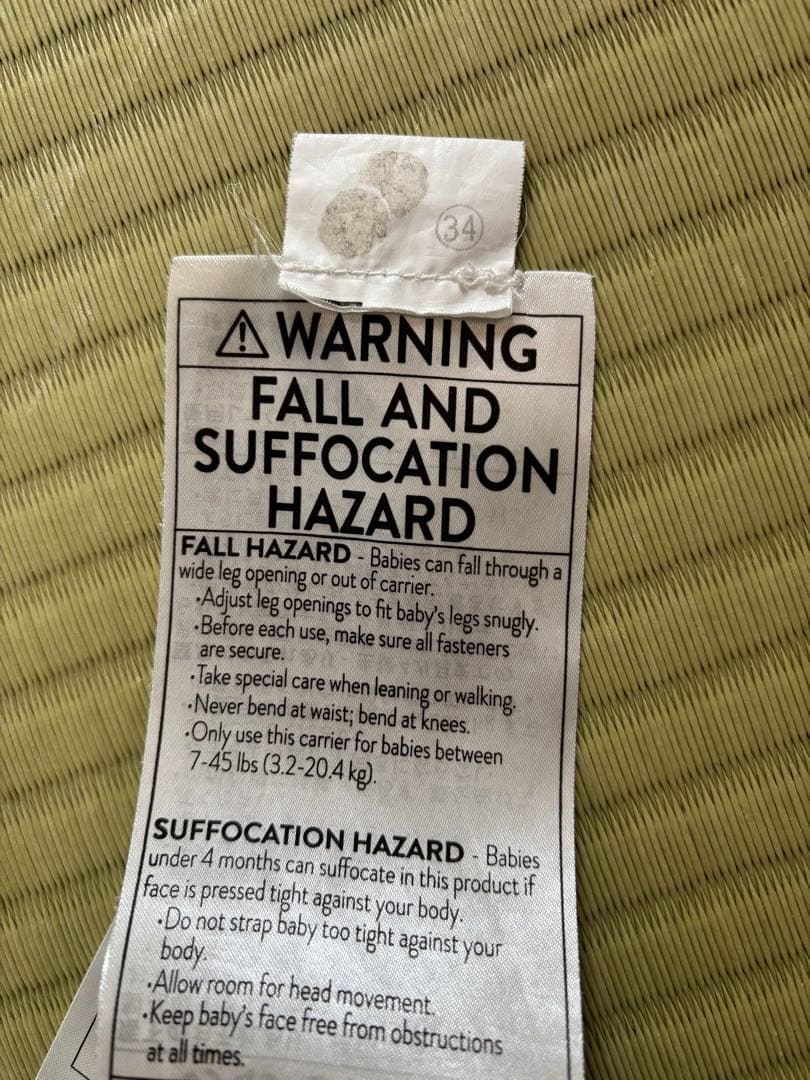 34
⚠ WARNING
FALL AND
SUFFOCATION
HAZARD
FALL HAZARD - Babies can fall through a
wide leg opening or out of carrier.
•Adjust leg openings to fit baby's legs snugly.
•Before each use, make sure all fasteners
are secure.
•Take special care when leaning or walking.
•Never bend at waist; bend at knees.
•Only use this carrier for babies between
7-45 lbs (3.2-20.4 kg).
SUFFOCATION HAZARD - Babies
under 4 months can suffocate in this product if
face is pressed tight against your body.
•Do not strap baby too tight against your
body.
•Allow room for head movement.
•Keep baby's face free from obstructions
at all times.